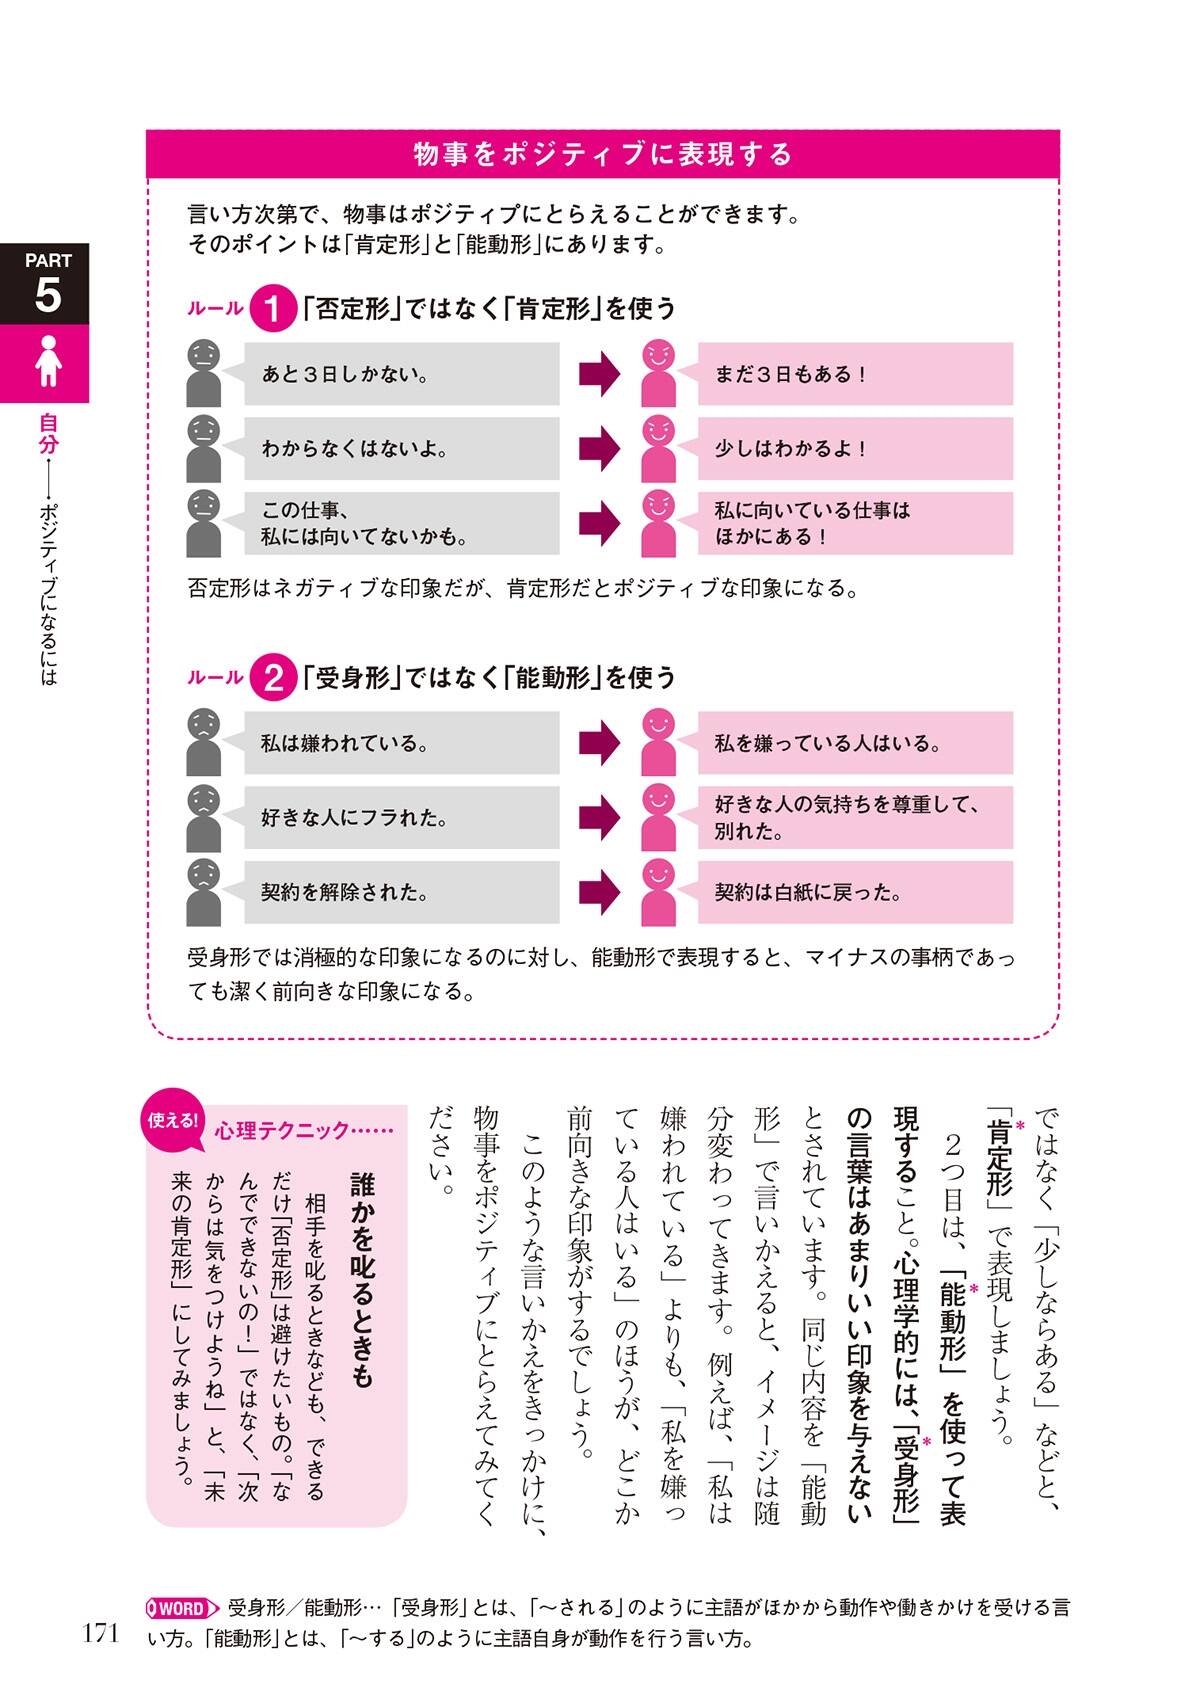 物事をポジティブに表現する
言い方次第で、物事はポジティブにとらえることができます。
そのポイントは「肯定形」と「能動形」にあります。
PART
5
自分――ポジティブになるには
ルール 1 「否定形」ではなく「肯定形」を使う
あと３日しかない。
まだ３日もある！
わからなくはないよ。
少しはわかるよ！
この仕事、
私には向いてないかも。
私に向いている仕事は
ほかにある！
否定形はネガティブな印象だが、肯定形だとポジティブな印象になる。
ルール 2 「受身形」ではなく「能動形」を使う
私は嫌われている。
私を嫌っている人はいる。
好きな人にフラれた。
好きな人の気持ちを尊重して、
別れた。
契約を解除された。
契約は白紙に戻った。
受身形では消極的な印象になるのに対し、能動形で表現すると、マイナスの事柄であっ
ても潔く前向きな印象になる。
ではなく「少しならある」などと、
「肯定形*」で表現しましょう。
２つ目は、「能動形*」を使って表
現すること。心理学的には、「受身形*」
の言葉はあまりいい印象を与えない
とされています。同じ内容を「能動
形」で言いかえると、イメージは随
分変わってきます。例えば、「私は
嫌われている」よりも、「私を嫌っ
ている人はいる」のほうが、どこか
前向きな印象がするでしょう。
このような言いかえをきっかけに、
物事をポジティブにとらえてみてく
ださい。
使える!
心理テクニック……
誰かを叱るときも
相手を叱るときなども、できる
だけ「否定形」は避けたいもの。「な
んでできないの！」ではなく、「次
からは気をつけようね」と、「未
来の肯定形」にしてみましょう。
WORD 受身形／能動形…「受身形」とは、「〜される」のように主語がほかから動作や働きかけを受ける言
い方。「能動形」とは、「〜する」のように主語自身が動作を行う言い方。
171